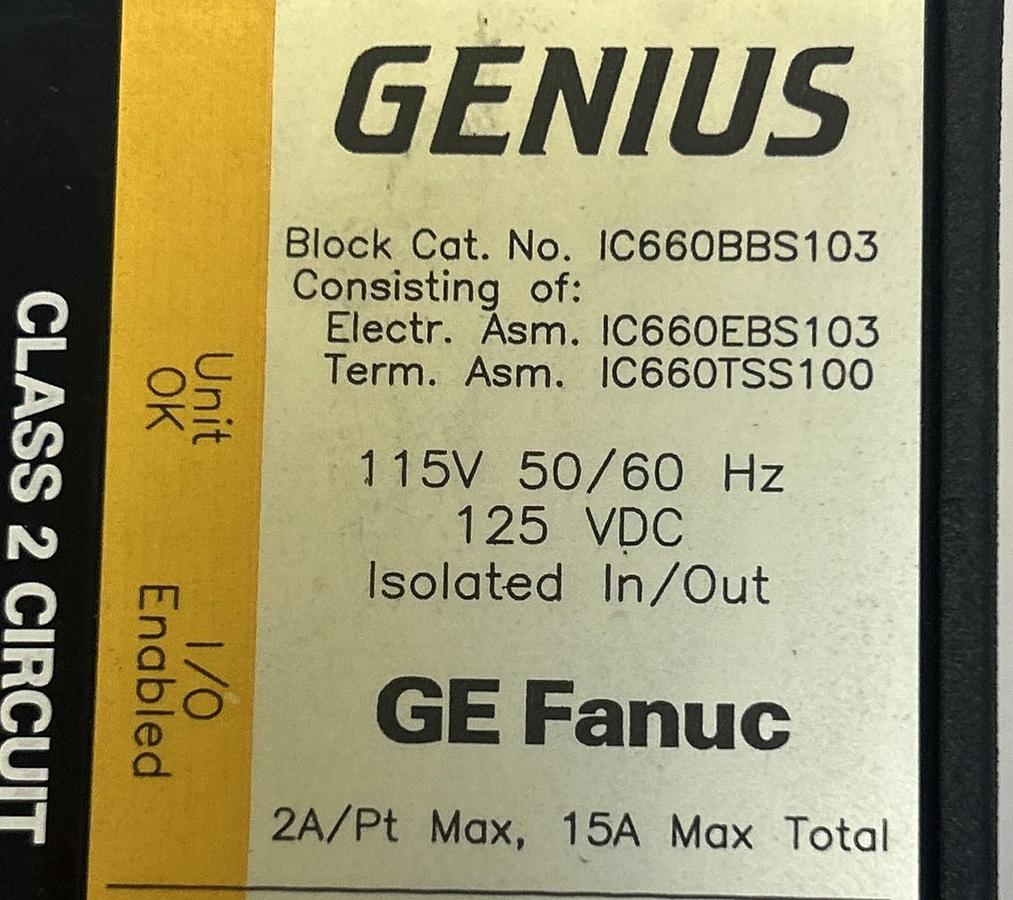 GENIUS
Block Cat. No. IC660BBS103
Consisting of:
Electr. Asm. IC660EBS103
Term. Asm. IC660TSS100
115V 50/60 Hz
125 VDC
Isolated In/Out
GE Fanuc
2A/Pt Max, 15A Max Total
Unit
OK
I/O
Enabled
CLASS 2 CIRCUIT